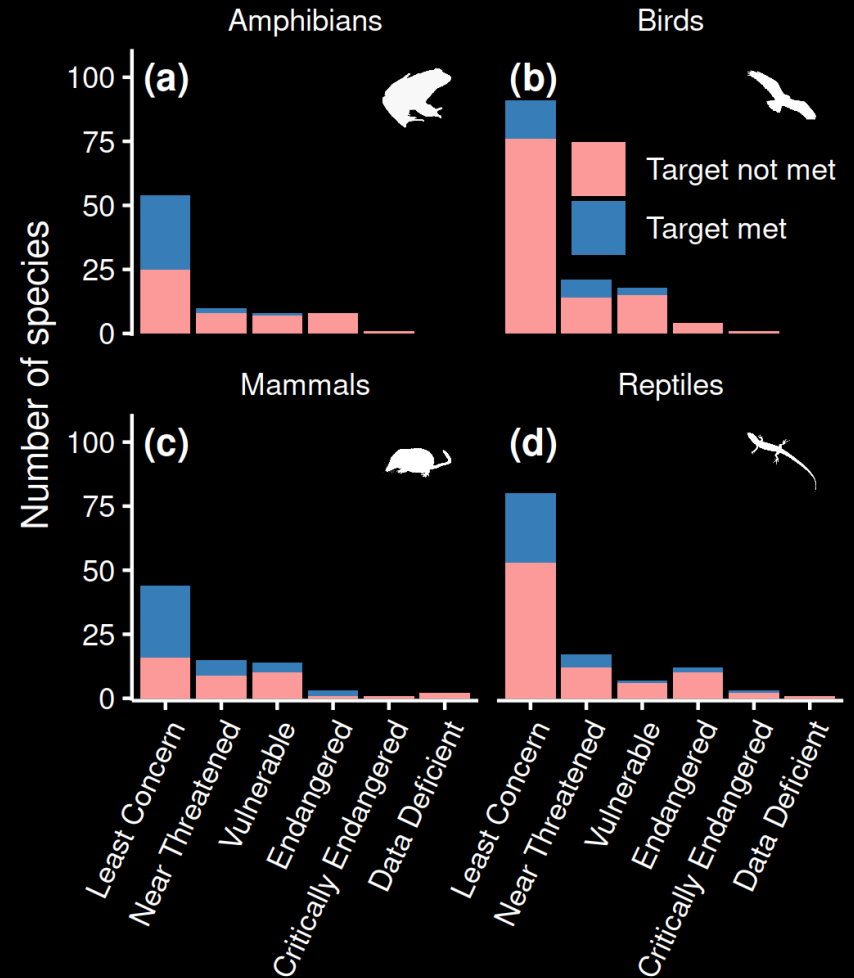 Amphibians
Birds
(a)
(b)
100
75
50
25
0
Target not met
Target met
Number of species
Mammals
Reptiles
(c)
(d)
100
75
50
25
0
Least Concern
Near Threatened
Vulnerable
Endangered
Critically Endangered
Data Deficient
Least Concern
Near Threatened
Vulnerable
Endangered
Critically Endangered
Data Deficient